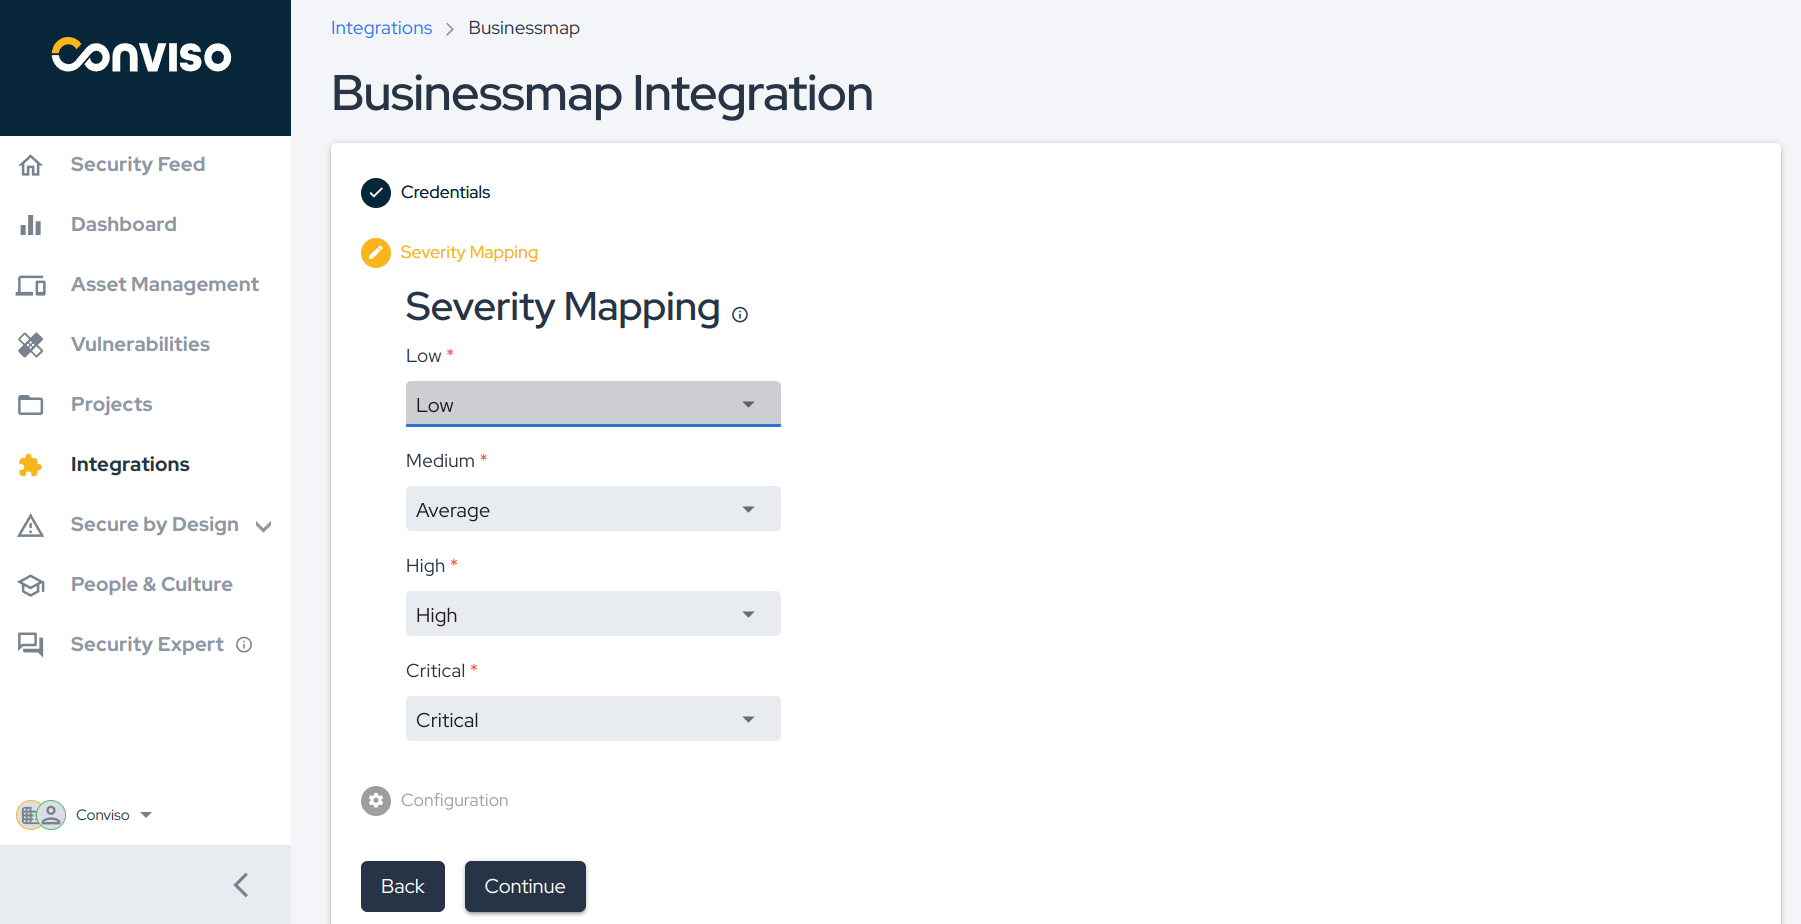 Conviso
Security Feed
Dashboard
Asset Management
Vulnerabilities
Projects
Integrations
Secure by Design
People & Culture
Security Expert
Conviso
Integrations > Businessmap
Businessmap Integration
Credentials
Severity Mapping
Severity Mapping
Low *
Low
Medium *
Average
High *
High
Critical *
Critical
Configuration
Back Continue